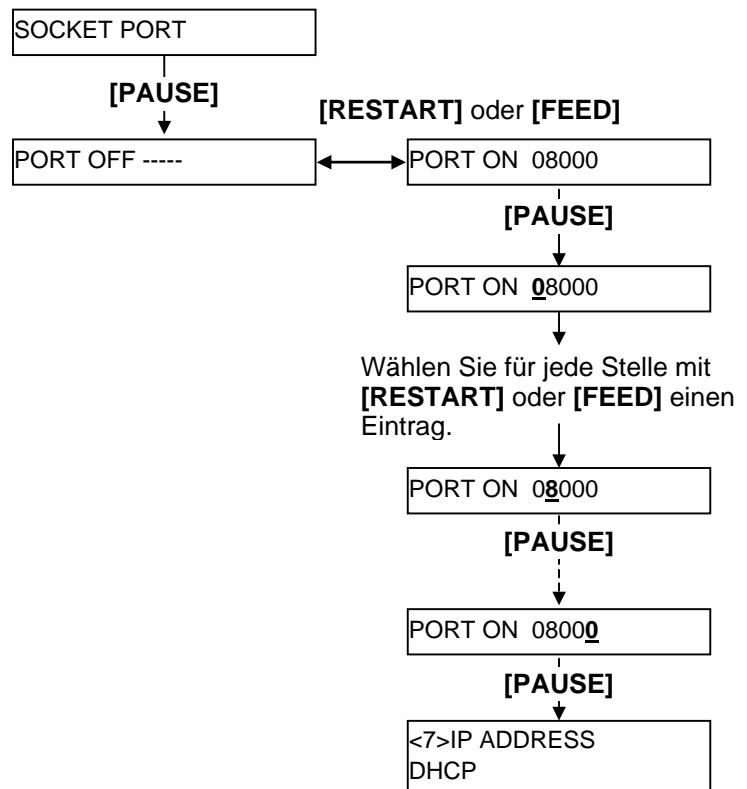 SOCKET PORT
[PAUSE]
[RESTART] oder [FEED]
PORT OFF -----
PORT ON 08000
[PAUSE]
PORT ON 08000
Wählen Sie für jede Stelle mit
[RESTART] oder [FEED] einen
Eintrag.
PORT ON 08000
[PAUSE]
PORT ON 08000
[PAUSE]
<7>IP ADDRESS
DHCP